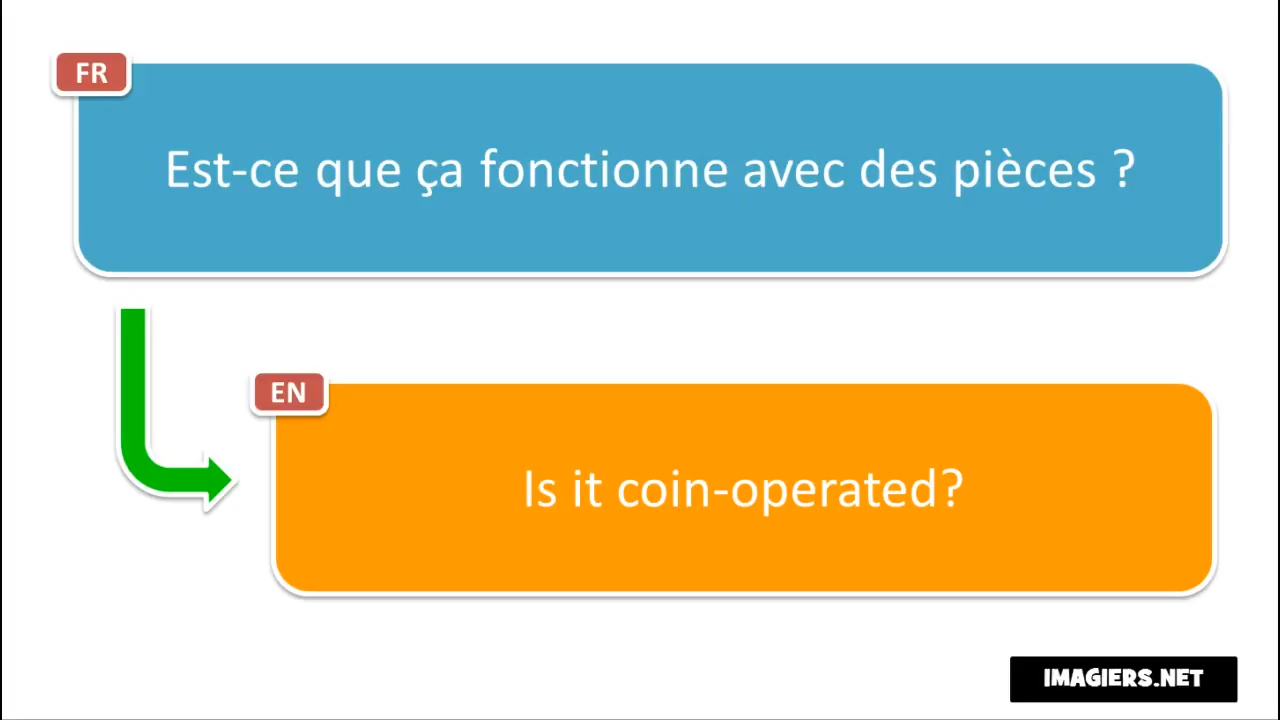 FR
Est-ce que ça fonctionne avec des pièces ?
EN
Is it coin-operated?
IMAGIERS.NET